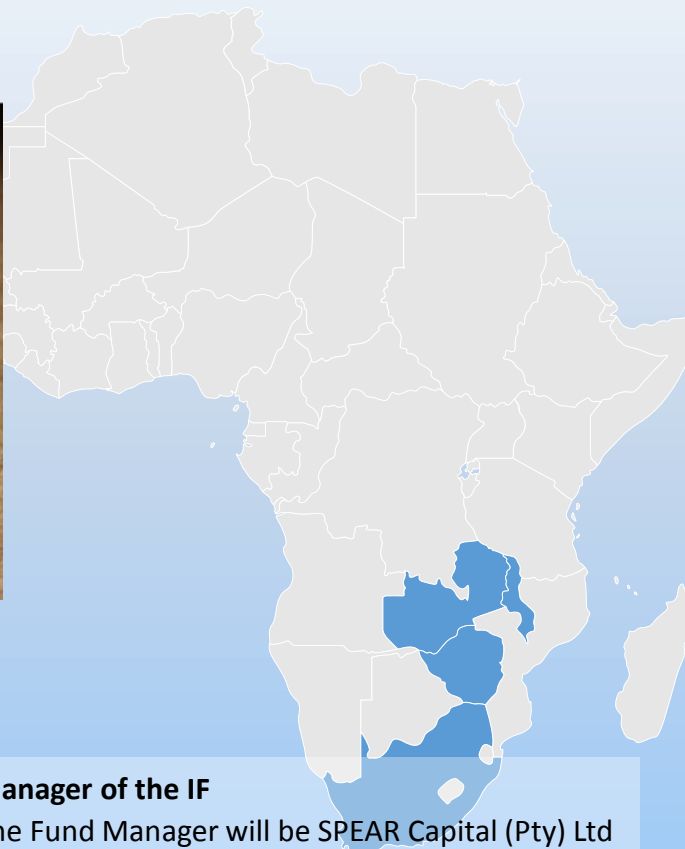 anager of the IF
he Fund Manager will be SPEAR Capital (Pty) Ltd